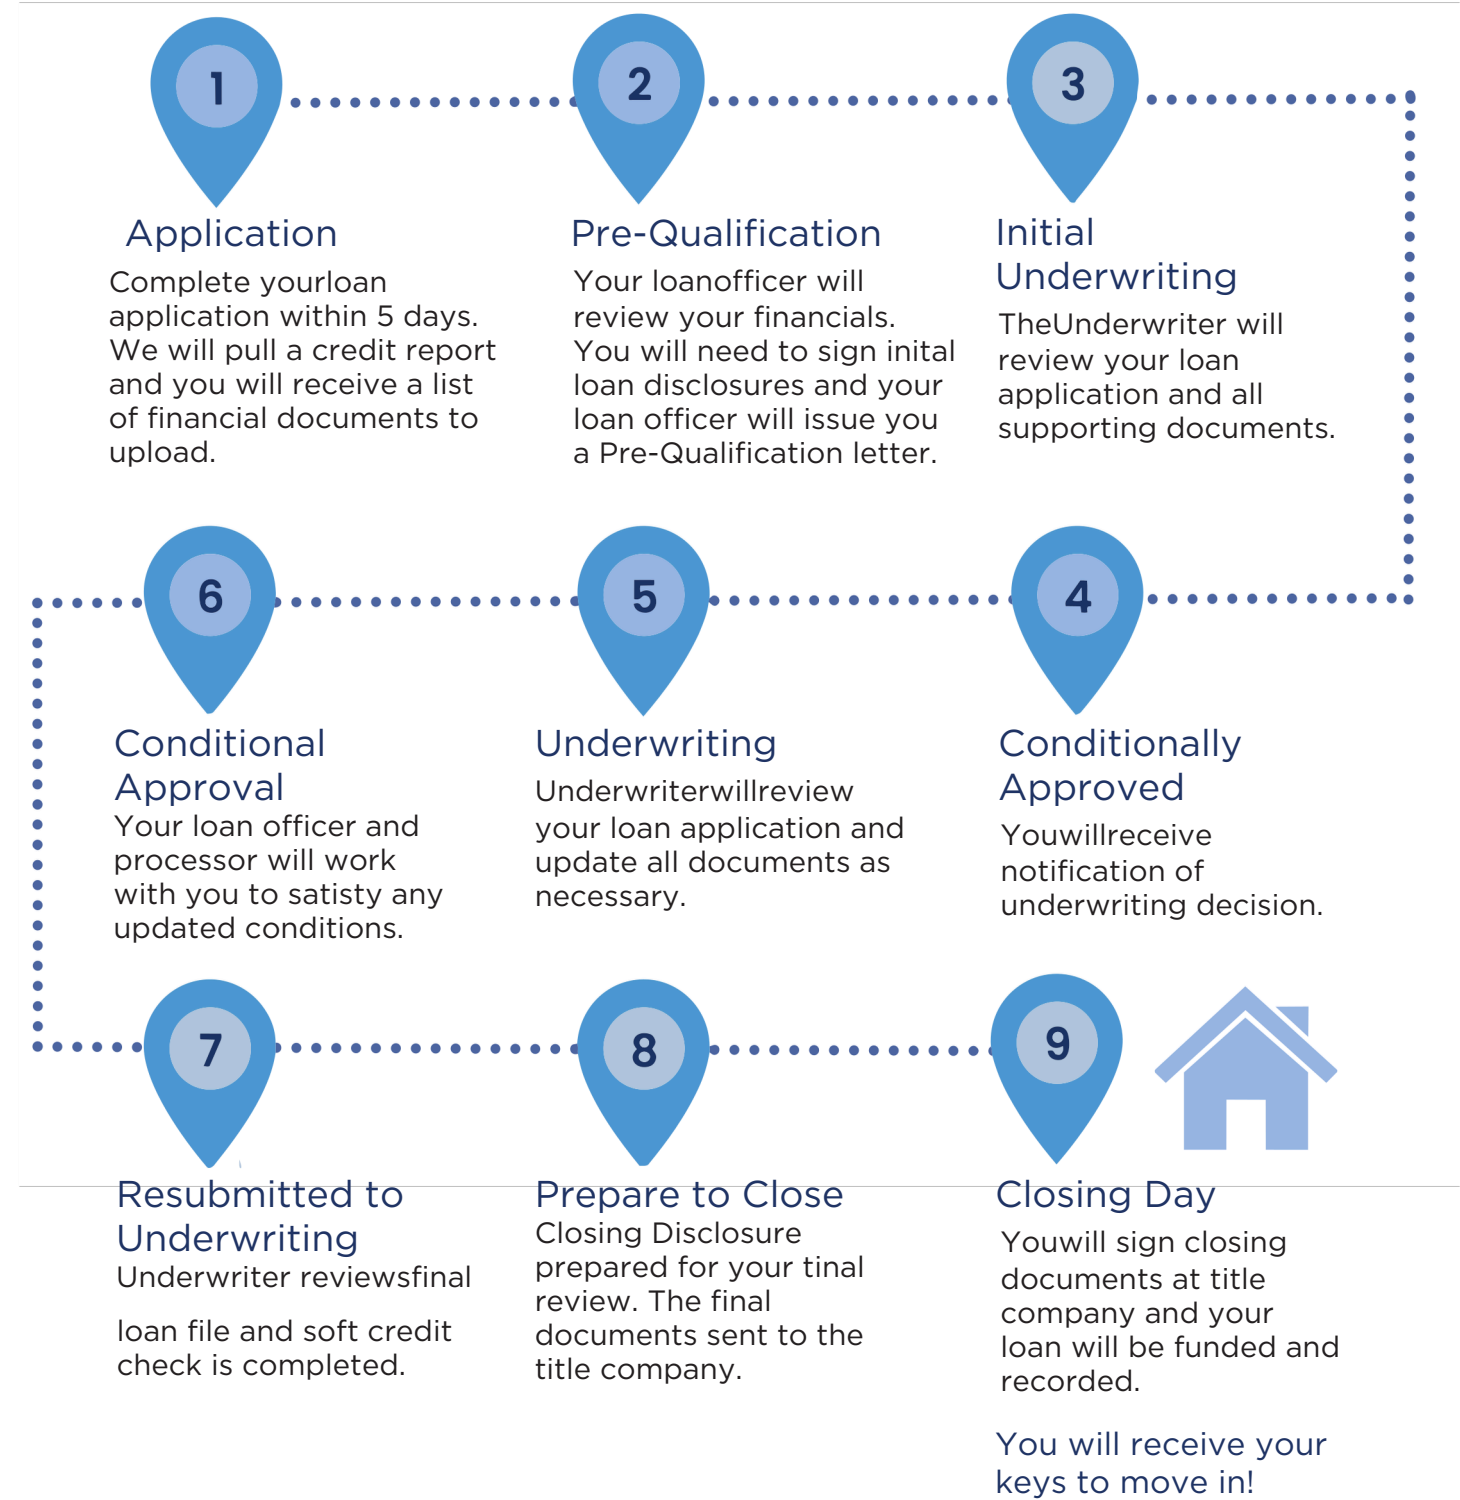 1
Application
Complete yourloan
application within 5 days.
We will pull a credit report
and you will receive a list
of financial documents to
upload.
2
Pre-Qualification
Your loanofficer will
review your financials.
You will need to sign inital
loan disclosures and your
loan officer will issue you
a Pre-Qualification letter.
3
Initial
Underwriting
TheUnderwriter will
review your loan
application and all
supporting documents.
4
Conditionally
Approved
Youwillreceive
notification of
underwriting decision.
5
Underwriting
Underwriterwillreview
your loan application and
update all documents as
necessary.
6
Conditional
Approval
Your loan officer and
processor will work
with you to satisty any
updated conditions.
7
Resubmitted to
Underwriting
Underwriter reviewsfinal
loan file and soft credit
check is completed.
8
Prepare to Close
Closing Disclosure
prepared for your tinal
review. The final
documents sent to the
title company.
9
Closing Day
Youwill sign closing
documents at title
company and your
loan will be funded and
recorded.
You will receive your
keys to move in!